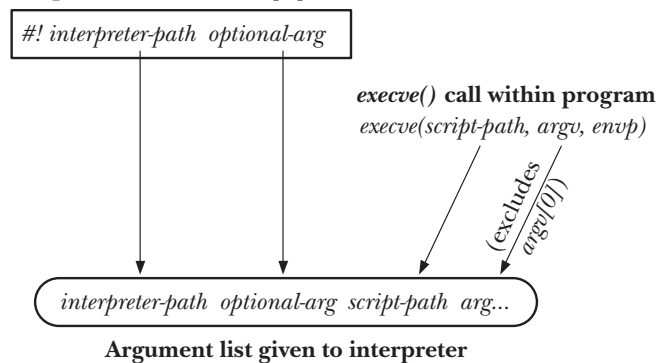 #! interpreter-path optional-arg
execve() call within program
execve(script-path, argv, envp)
(excludes
argv[0])
interpreter-path optional-arg script-path arg...
Argument list given to interpreter